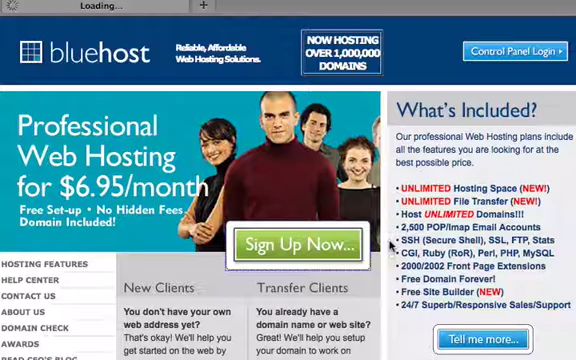 Loading...
bluehost
Reliable, Affordable
Web Hosting Solutions.
NOW HOSTING
OVER 1,000,000
DOMAINS
Control Panel Login
Professional
Web Hosting
for $6.95/month
Free Set-up • No Hidden Fees
Domain Included!
Sign Up Now...
What's Included?
Our professional Web Hosting plans include
all the features you are looking for at the
best possible price.
• UNLIMITED Hosting Space (NEW!)
• UNLIMITED File Transfer (NEW!)
• Host UNLIMITED Domains!!!
• 2,500 POP/Imap Email Accounts
• SSH (Secure Shell), SSL, FTP, Stats
• CGI, Ruby (RoR), Perl, PHP, MySQL
• 2000/2002 Front Page Extensions
• Free Domain Forever!
• Free Site Builder (NEW)
• 24/7 Superb/Responsive Sales/Support
Tell me more...
HOSTING FEATURES
HELP CENTER
CONTACT US
ABOUT US
DOMAIN CHECK
AWARDS
READ CEO'S BLOG
New Clients
You don't have your
own web address yet?
That's okay! We'll help you
get started on the web by
Transfer Clients
You already have a
domain name or web site?
Great! We'll help you setup
your domain to work on